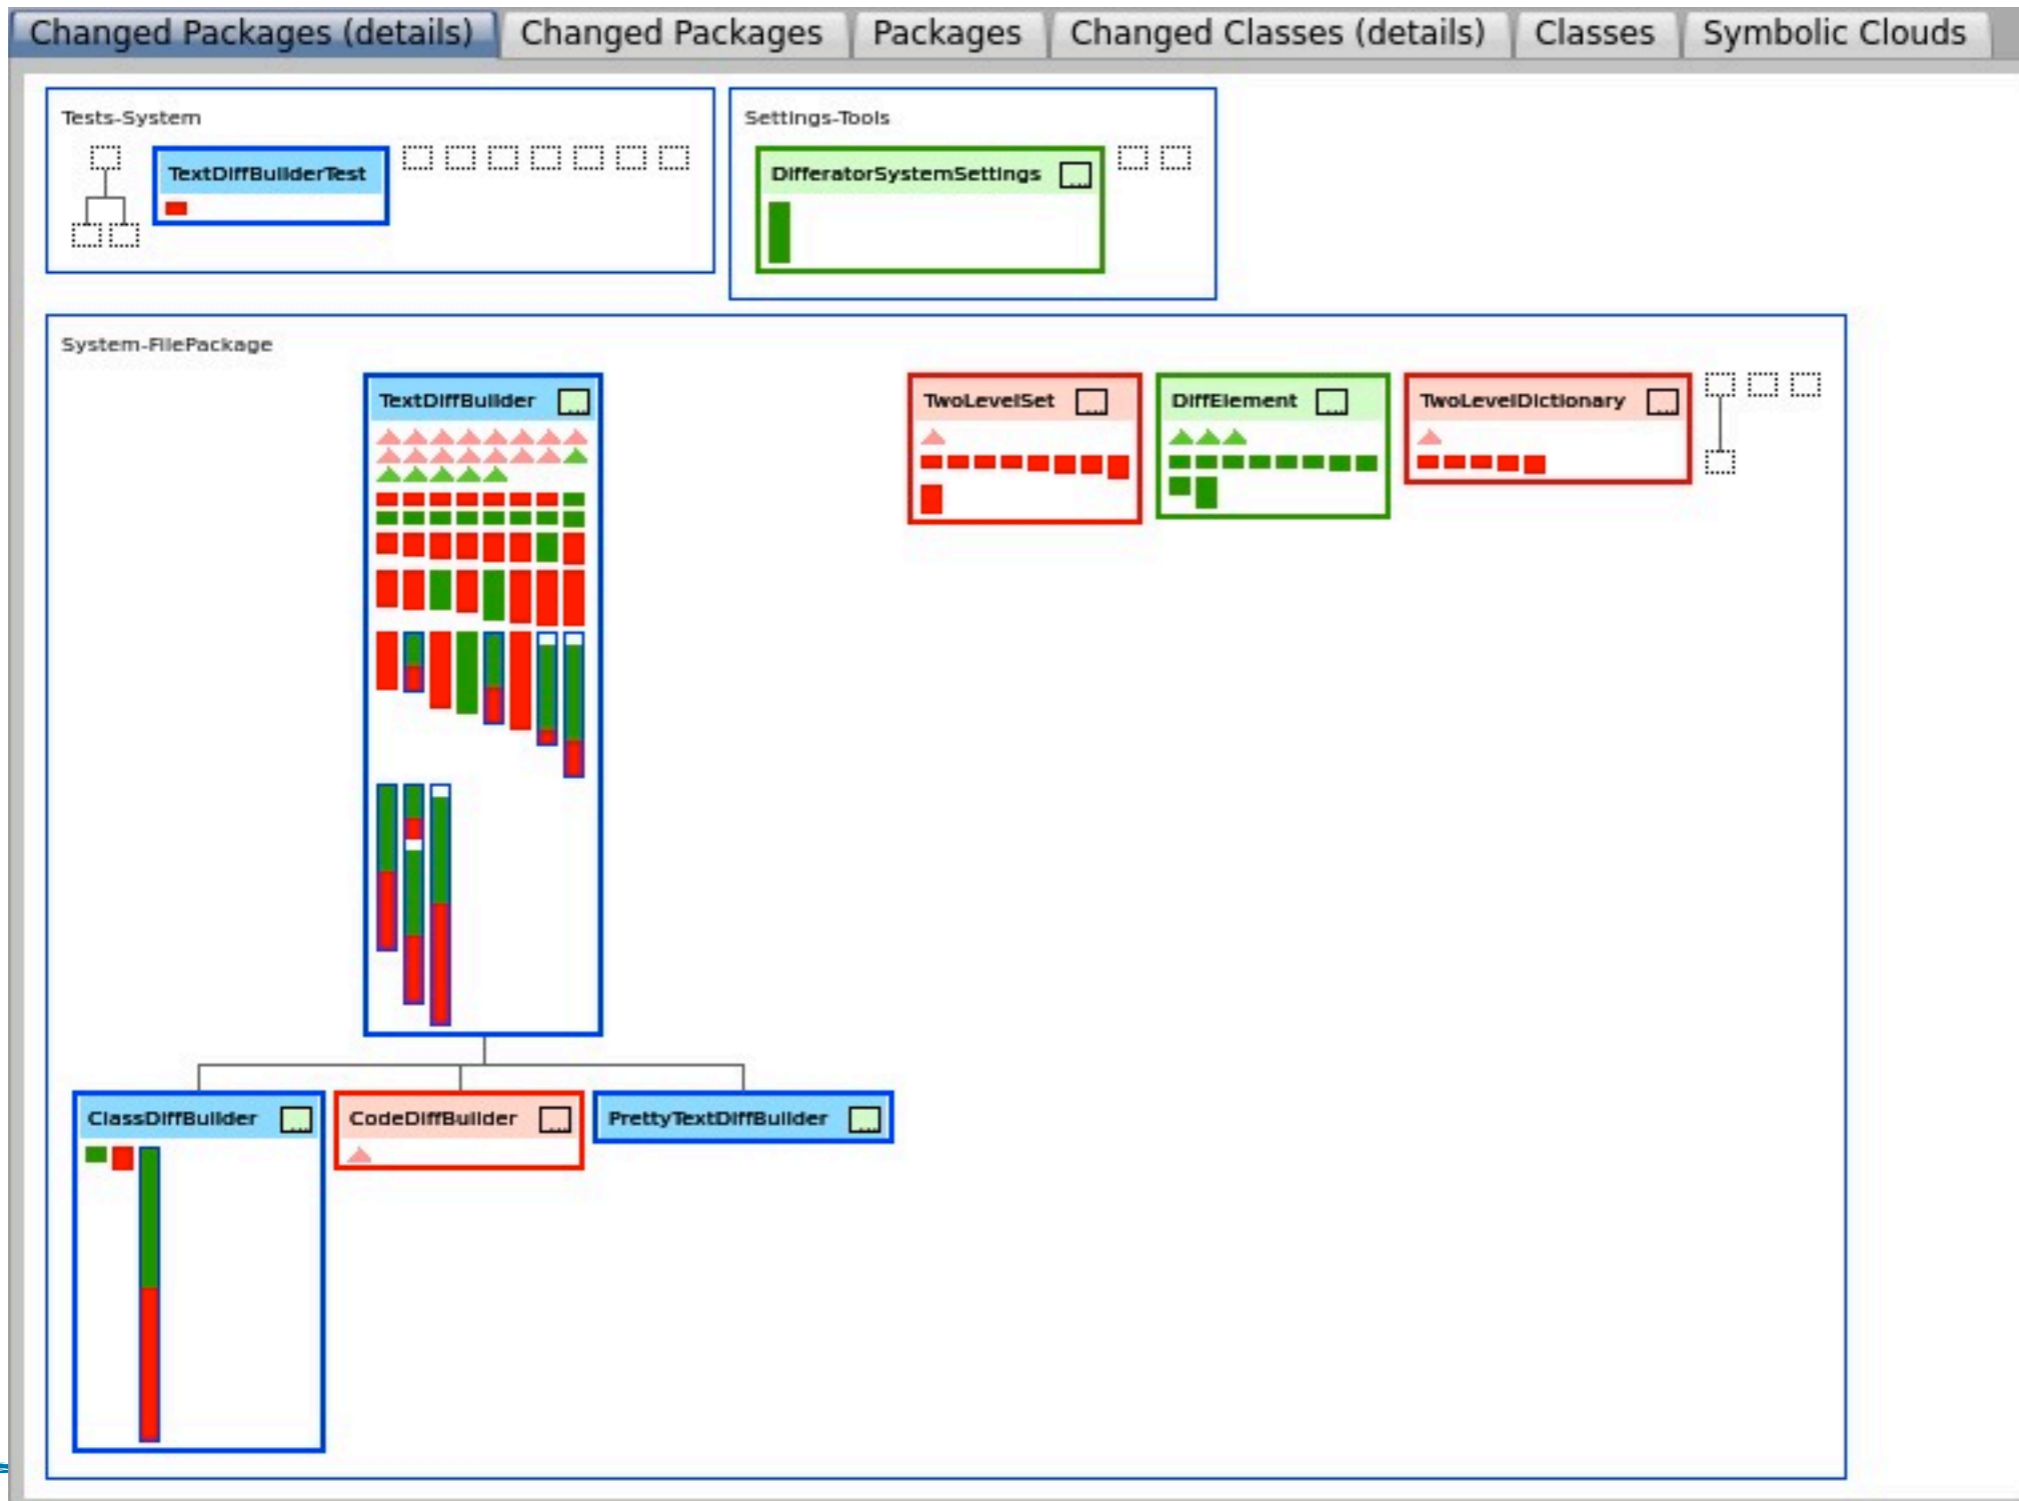 Changed Packages (details) Changed Packages Packages Changed Classes (details) Classes Symbolic Clouds
Tests-System
TextDiffBuilderTest
Settings-Tools
DifferatorSystemSettings ...
System-FilePackage
TextDiffBuilder ...
TwoLevelSet ...
DiffElement ...
TwoLevelDictionary ...
ClassDiffBuilder ...
CodeDiffBuilder ...
PrettyTextDiffBuilder ...